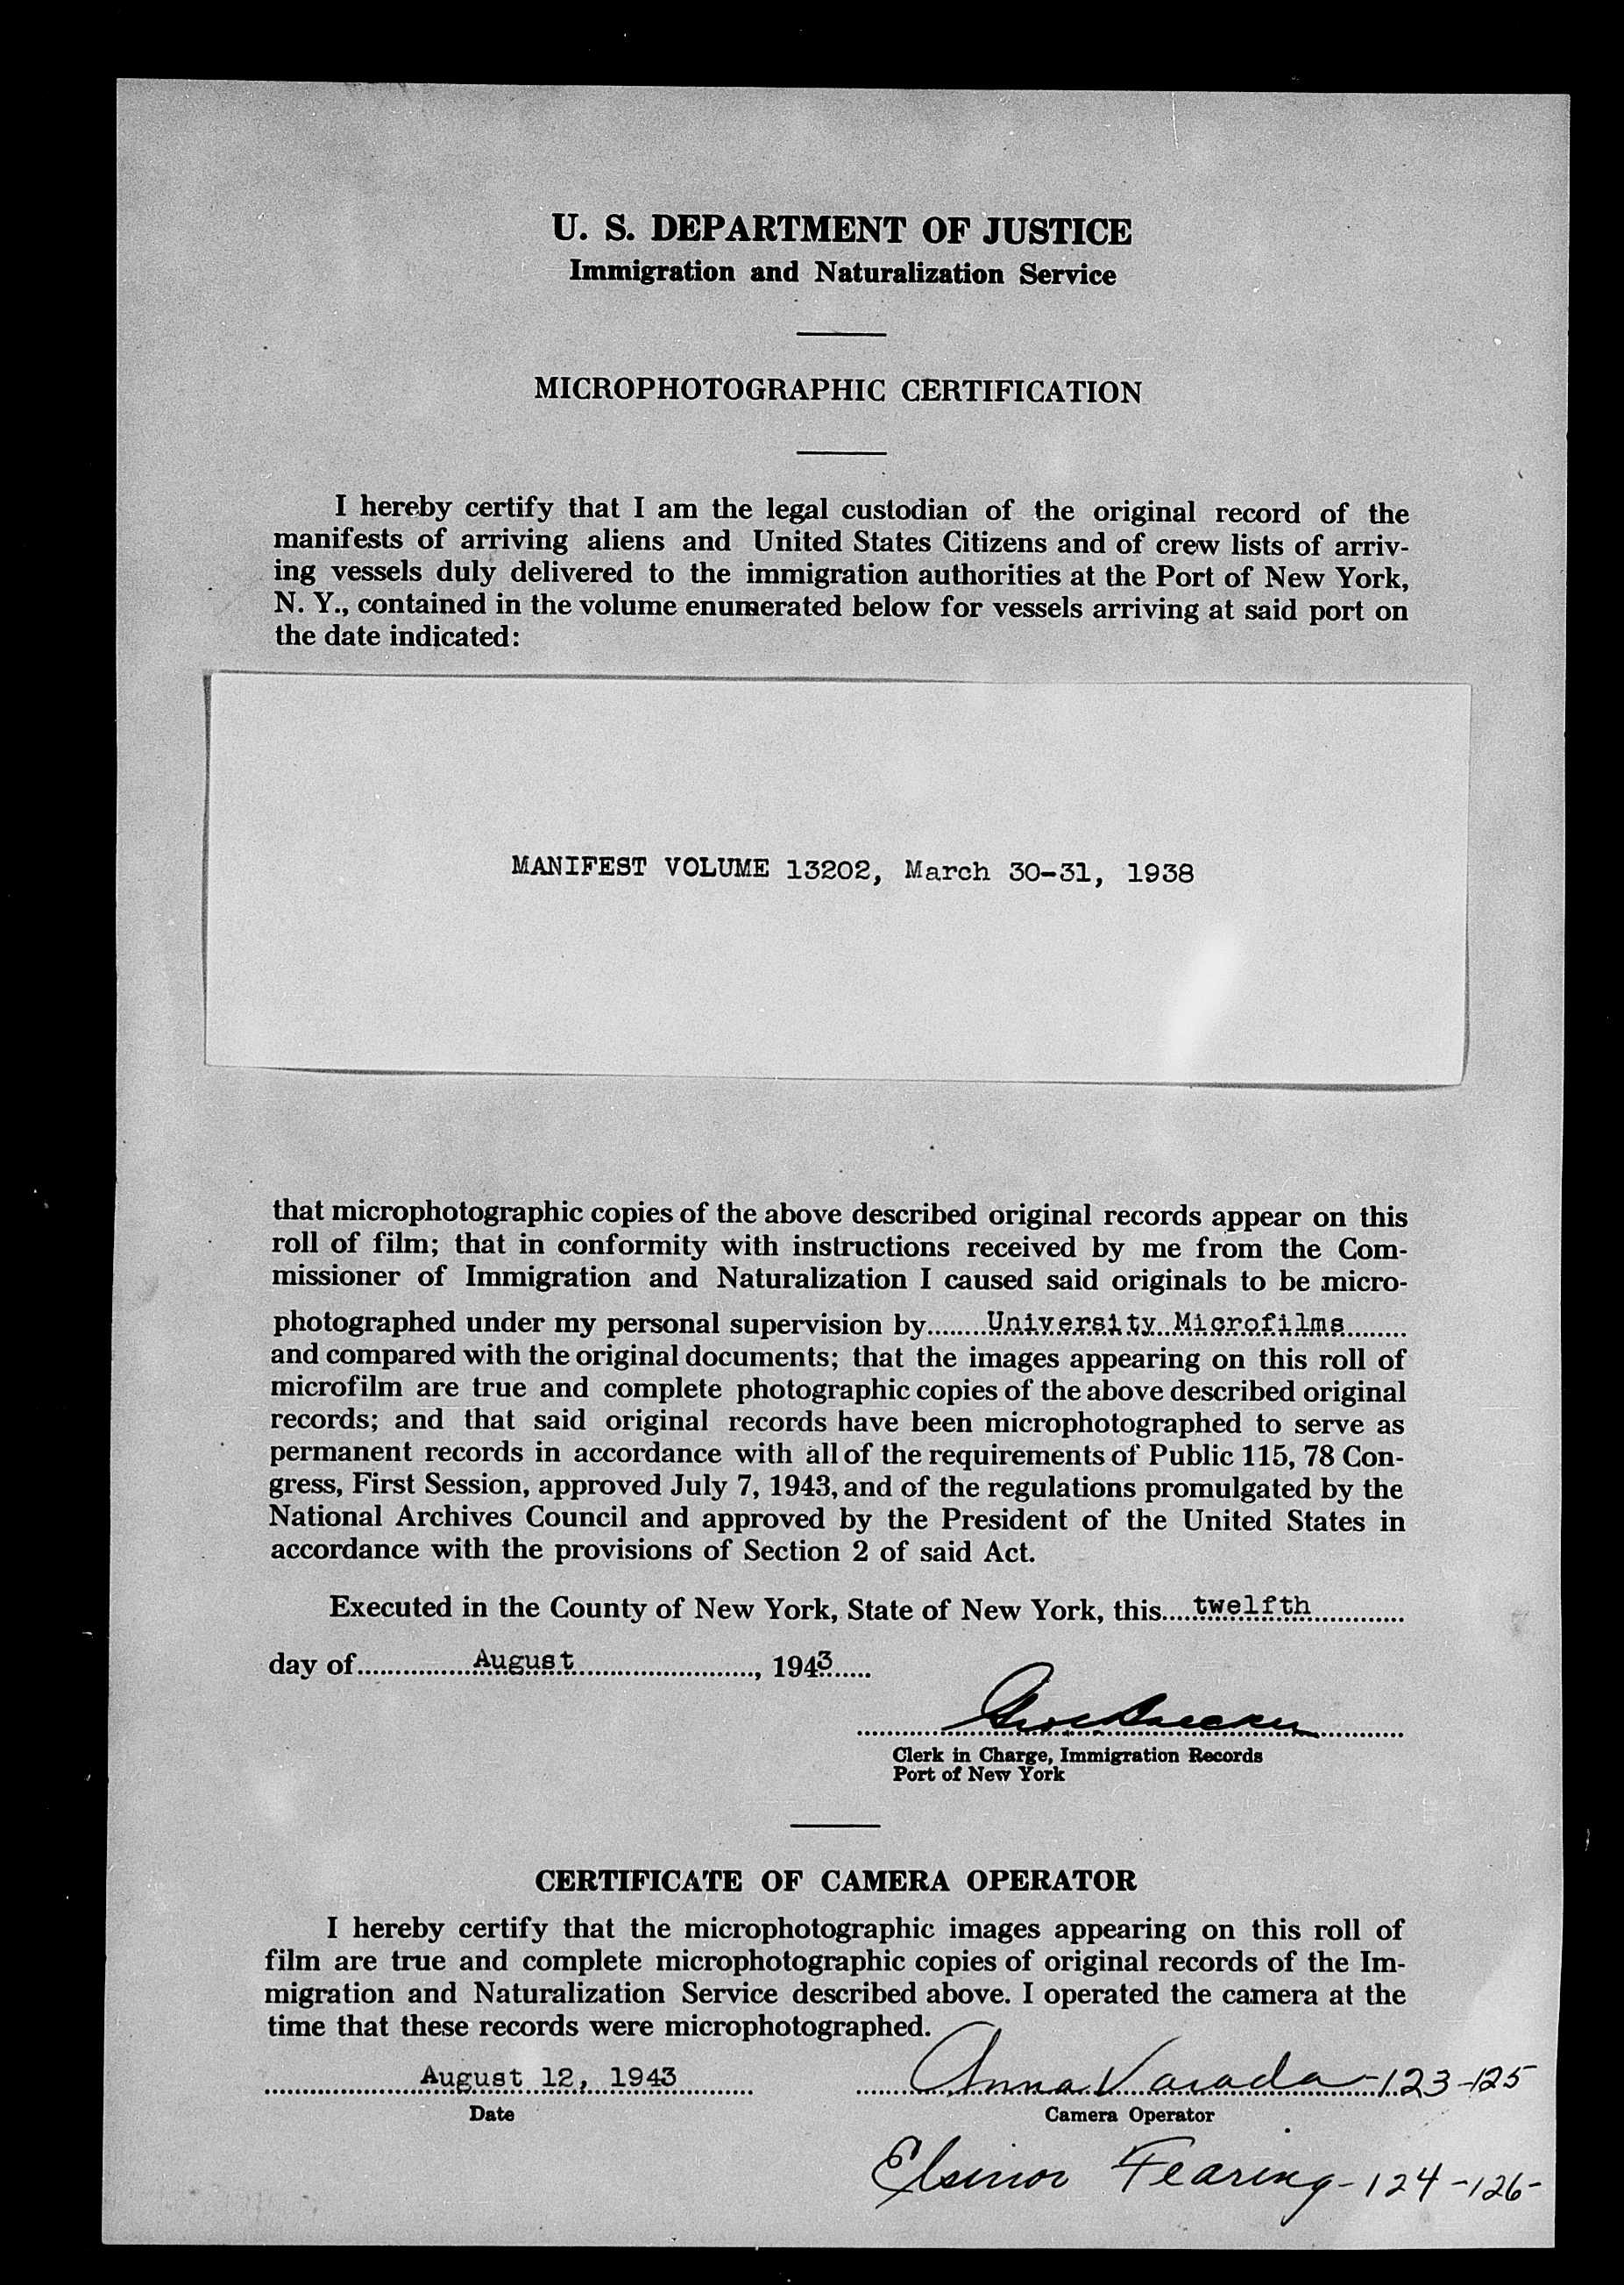 U. S. DEPARTMENT OF JUSTICE
Immigration and Naturalization Service
MICROPHOTOGRAPHIC CERTIFICATION
I hereby certify that I am the legal custodian of the original record of the
manifests of arriving aliens and United States Citizens and of crew lists of arriv-
ing vessels duly delivered to the immigration authorities at the Port of New York,
N. Y., contained in the volume enumerated below for vessels arriving at said port on
the date indicated:
MANIFEST VOLUME 13202, March 30-31, 1938
that microphotographic copies of the above described original records appear on this
roll of film; that in conformity with instructions received by me from the Com-
missioner of Immigration and Naturalization I caused said originals to be micro-
photographed under my personal supervision by University Microfilms
and compared with the original documents; that the images appearing on this roll of
microfilm are true and complete photographic copies of the above described original
records; and that said original records have been microphotographed to serve as
permanent records in accordance with all of the requirements of Public 115, 78 Con-
gress, First Session, approved July 7, 1943, and of the regulations promulgated by the
National Archives Council and approved by the President of the United States in
accordance with the provisions of Section 2 of said Act.
Executed in the County of New York, State of New York, this twelfth
day of August, 1943
Clerk in Charge, Immigration Records
Port of New York
CERTIFICATE OF CAMERA OPERATOR
I hereby certify that the microphotographic images appearing on this roll of
film are true and complete microphotographic copies of original records of the Im-
migration and Naturalization Service described above. I operated the camera at the
time that these records were microphotographed.
August 12, 1943 Anna Varada-123-125
Date Camera Operator
Elsinor Fearing-124-126-